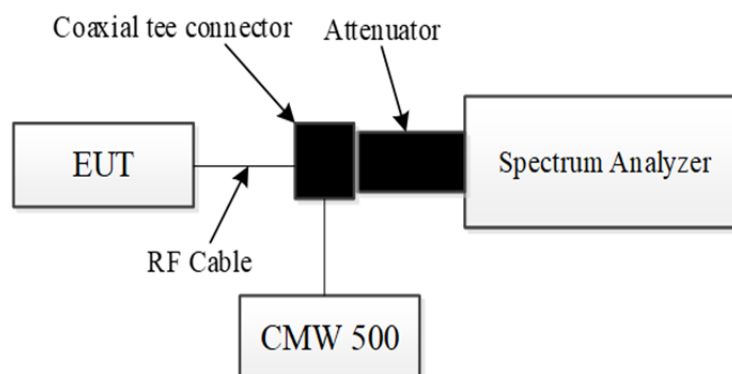 Coaxial tee connector
Attenuator
EUT
Spectrum Analyzer
RF Cable
CMW 500